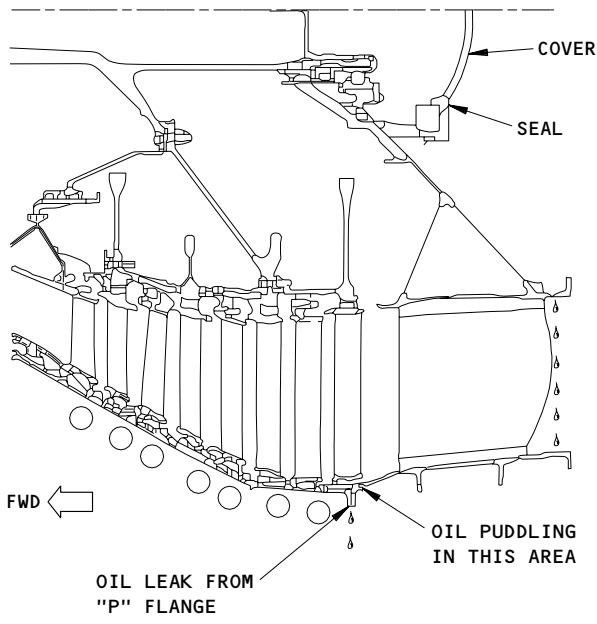 COVER
SEAL
FWD
OIL PUDDLING
IN THIS AREA
OIL LEAK FROM
"P" FLANGE